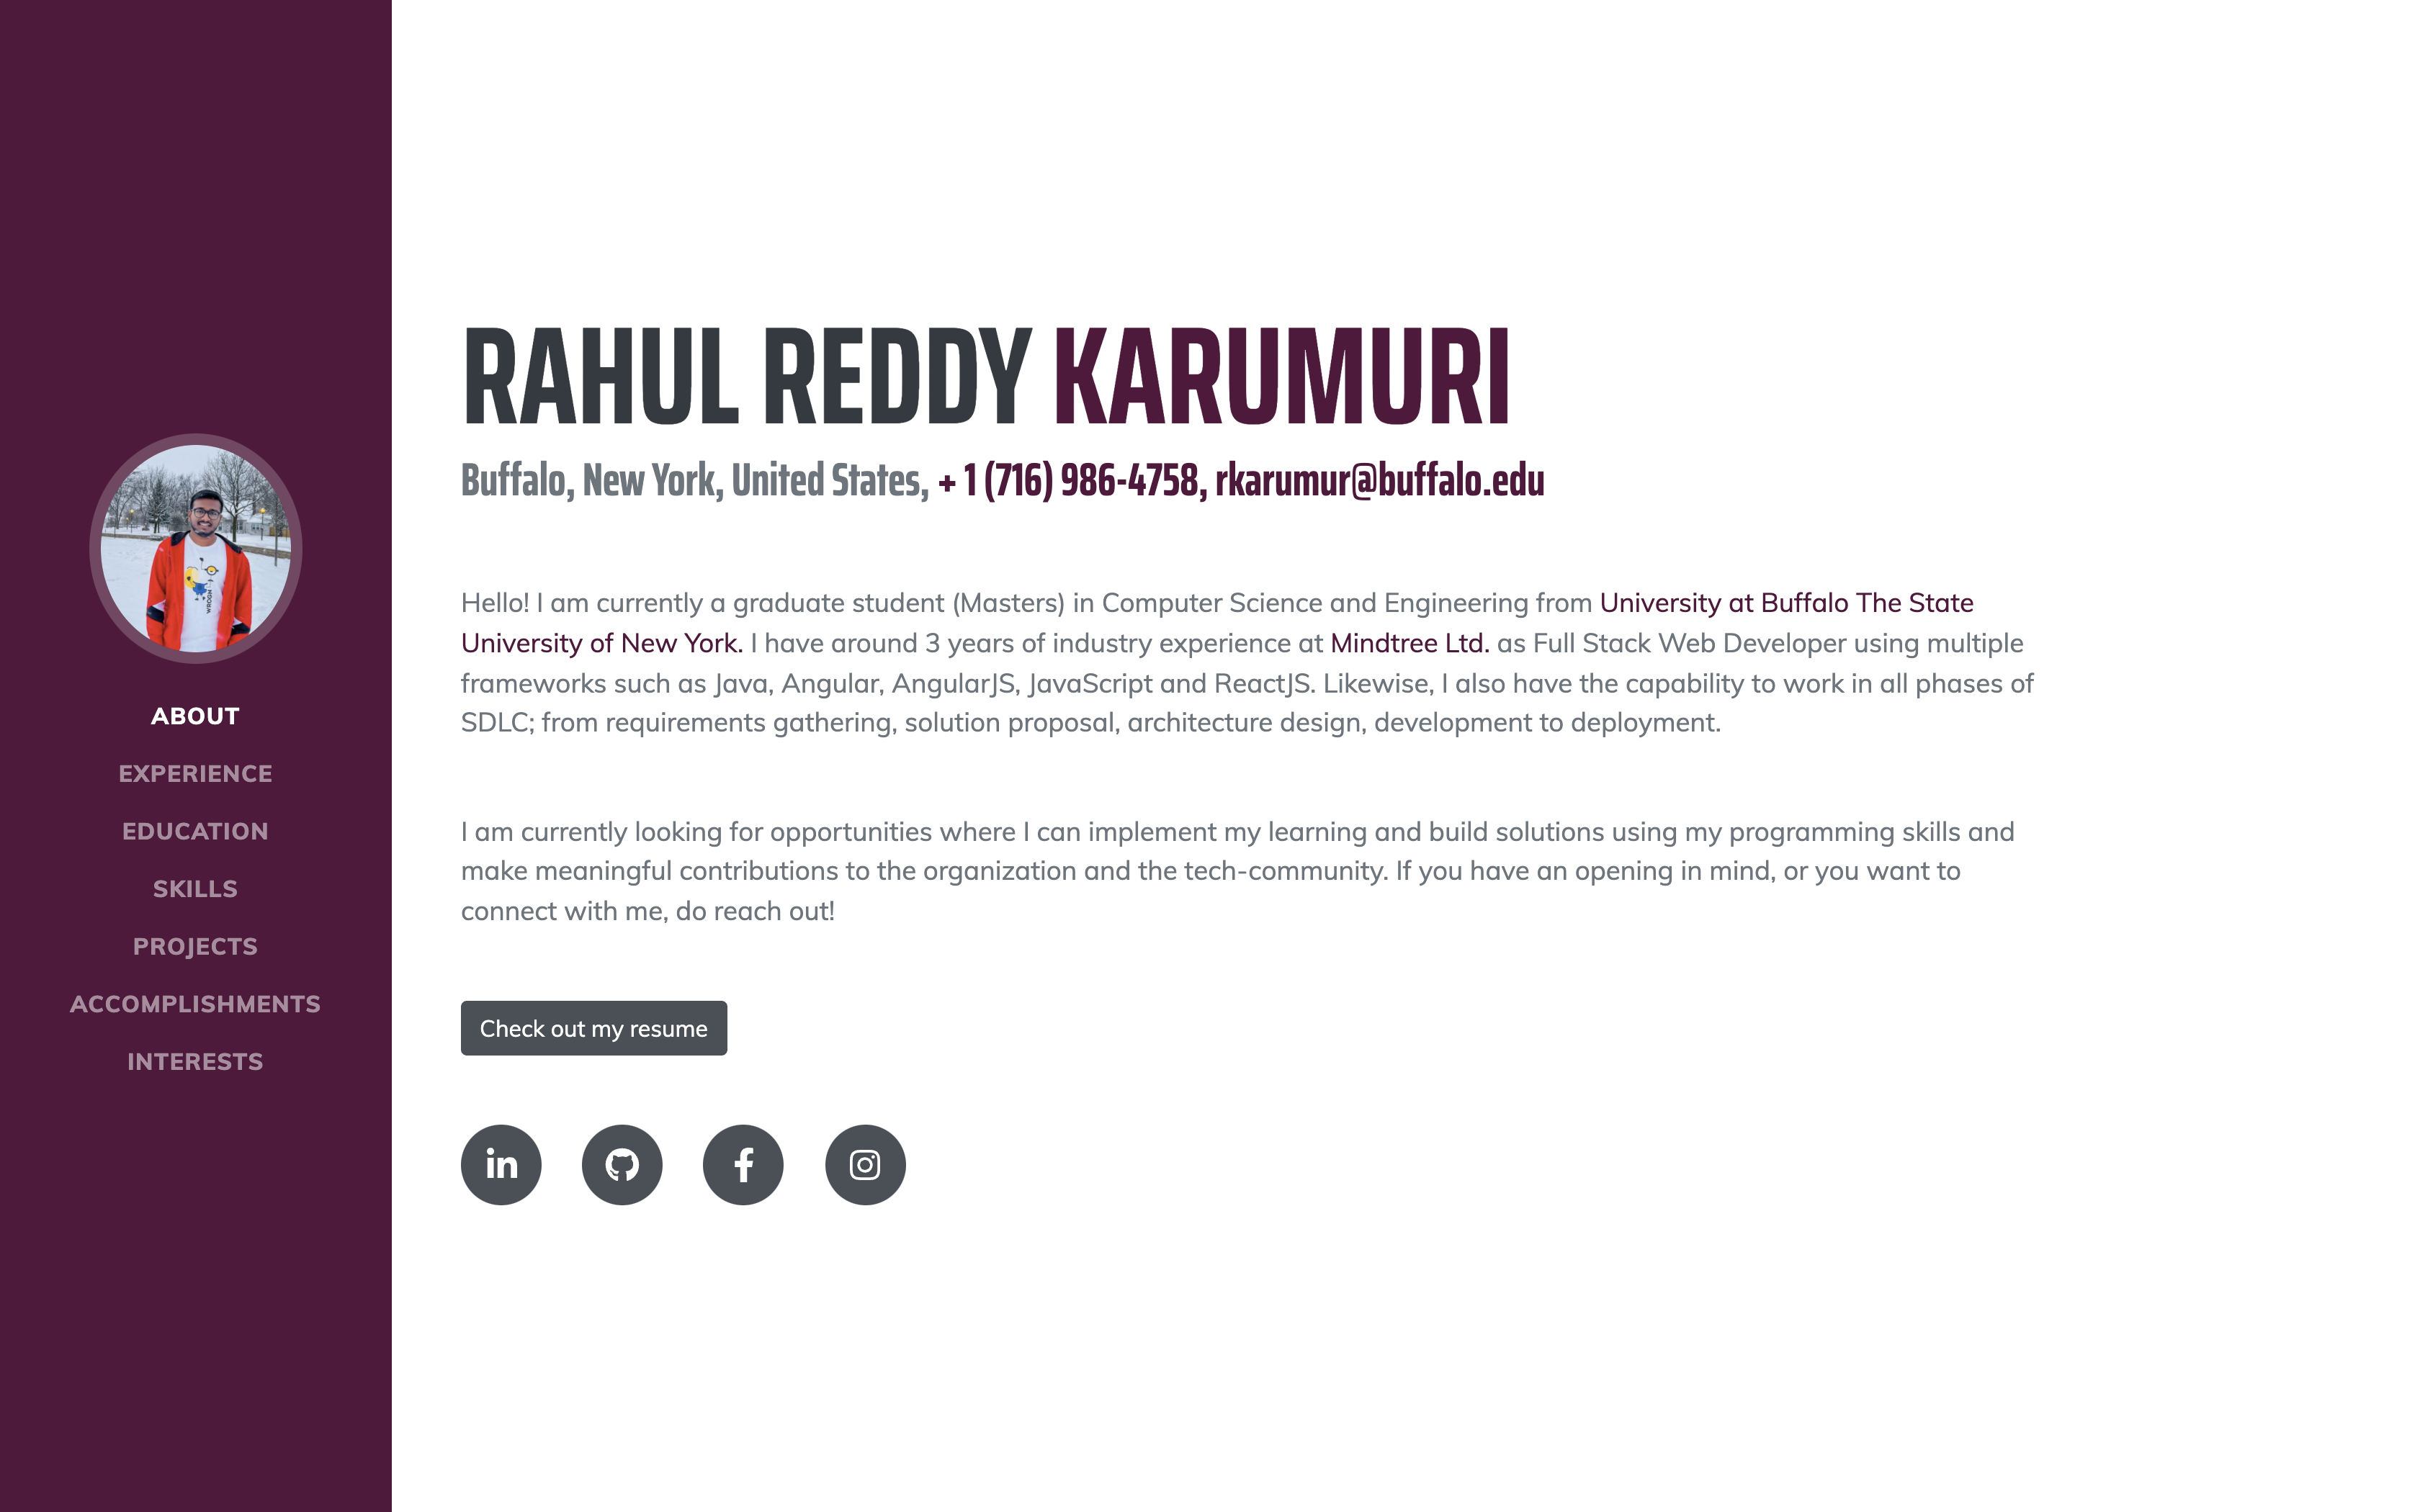 ABOUT
EXPERIENCE
EDUCATION
SKILLS
PROJECTS
ACCOMPLISHMENTS
INTERESTS
RAHUL REDDY KARUMURI
Buffalo, New York, United States, + 1 (716) 986-4758, rkarumur@buffalo.edu
Hello! I am currently a graduate student (Masters) in Computer Science and Engineering from University at Buffalo The State
University of New York. I have around 3 years of industry experience at Mindtree Ltd. as Full Stack Web Developer using multiple
frameworks such as Java, Angular, AngularJS, JavaScript and ReactJS. Likewise, I also have the capability to work in all phases of
SDLC; from requirements gathering, solution proposal, architecture design, development to deployment.
I am currently looking for opportunities where I can implement my learning and build solutions using my programming skills and
make meaningful contributions to the organization and the tech-community. If you have an opening in mind, or you want to
connect with me, do reach out!
Check out my resume
in